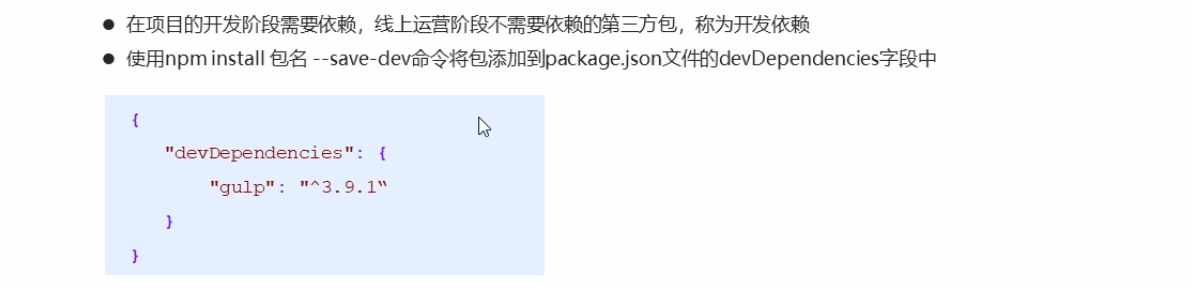 ● 在项目的开发阶段需要依赖，线上运营阶段不需要依赖的第三方包，称为开发依赖
● 使用npm install 包名 --save-dev命令将包添加到package.json文件的devDependencies字段中
{
"devDependencies": {
"gulp": "^3.9.1“
}
}